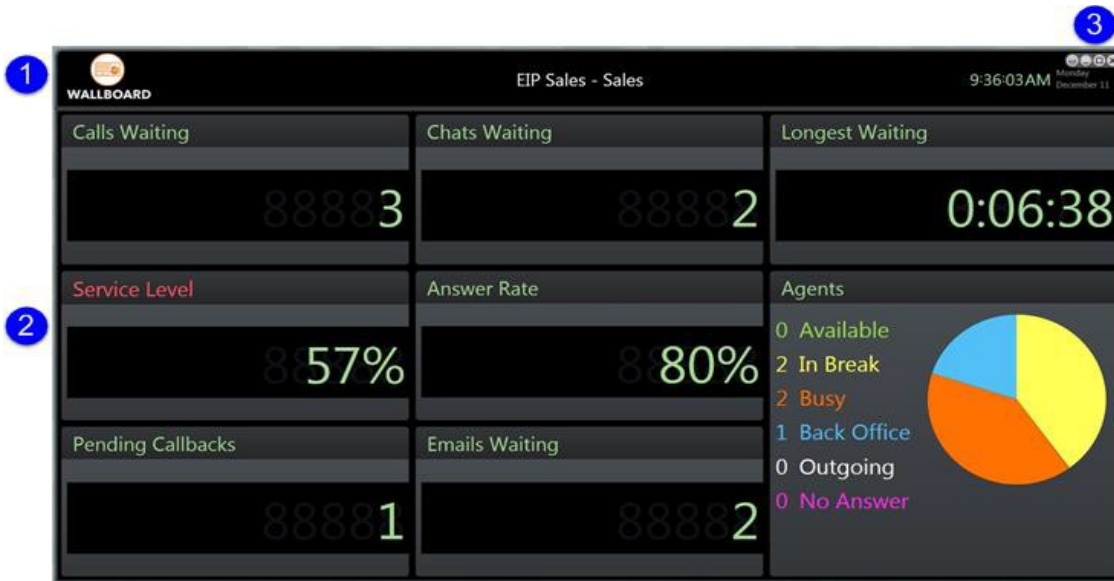 3
1
WALLBOARD
EIP Sales - Sales
9:36:03AM
Monday
December 11
Calls Waiting
Chats Waiting
Longest Waiting
3
2
0:06:38
Service Level
Answer Rate
Agents
2
57%
80%
0 Available
2 In Break
2 Busy
1 Back Office
0 Outgoing
0 No Answer
Pending Callbacks
Emails Waiting
1
2